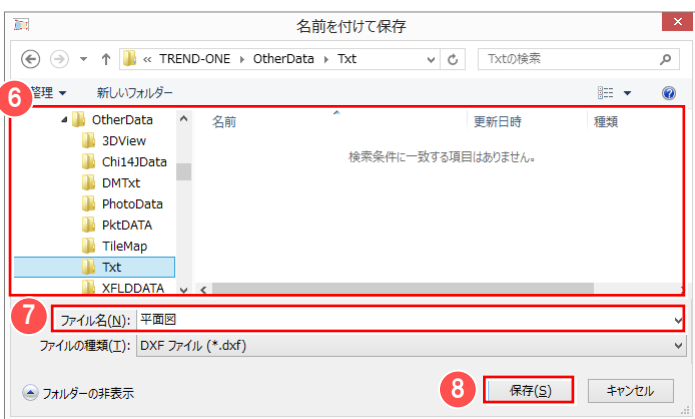 名前を付けて保存
« TREND-ONE OtherData Txt Txtの検索
6 整理 新しいフォルダー
OtherData 名前 更新日時 種類
3DView
Chi14JData 検索条件に一致する項目はありません。
DMTxt
PhotoData
PktDATA
TileMap
Txt
XFLDDATA
7 ファイル名(N): 平面図
ファイルの種類(T): DXF ファイル (*.dxf)
フォルダーの非表示 8 保存(S) キャンセル